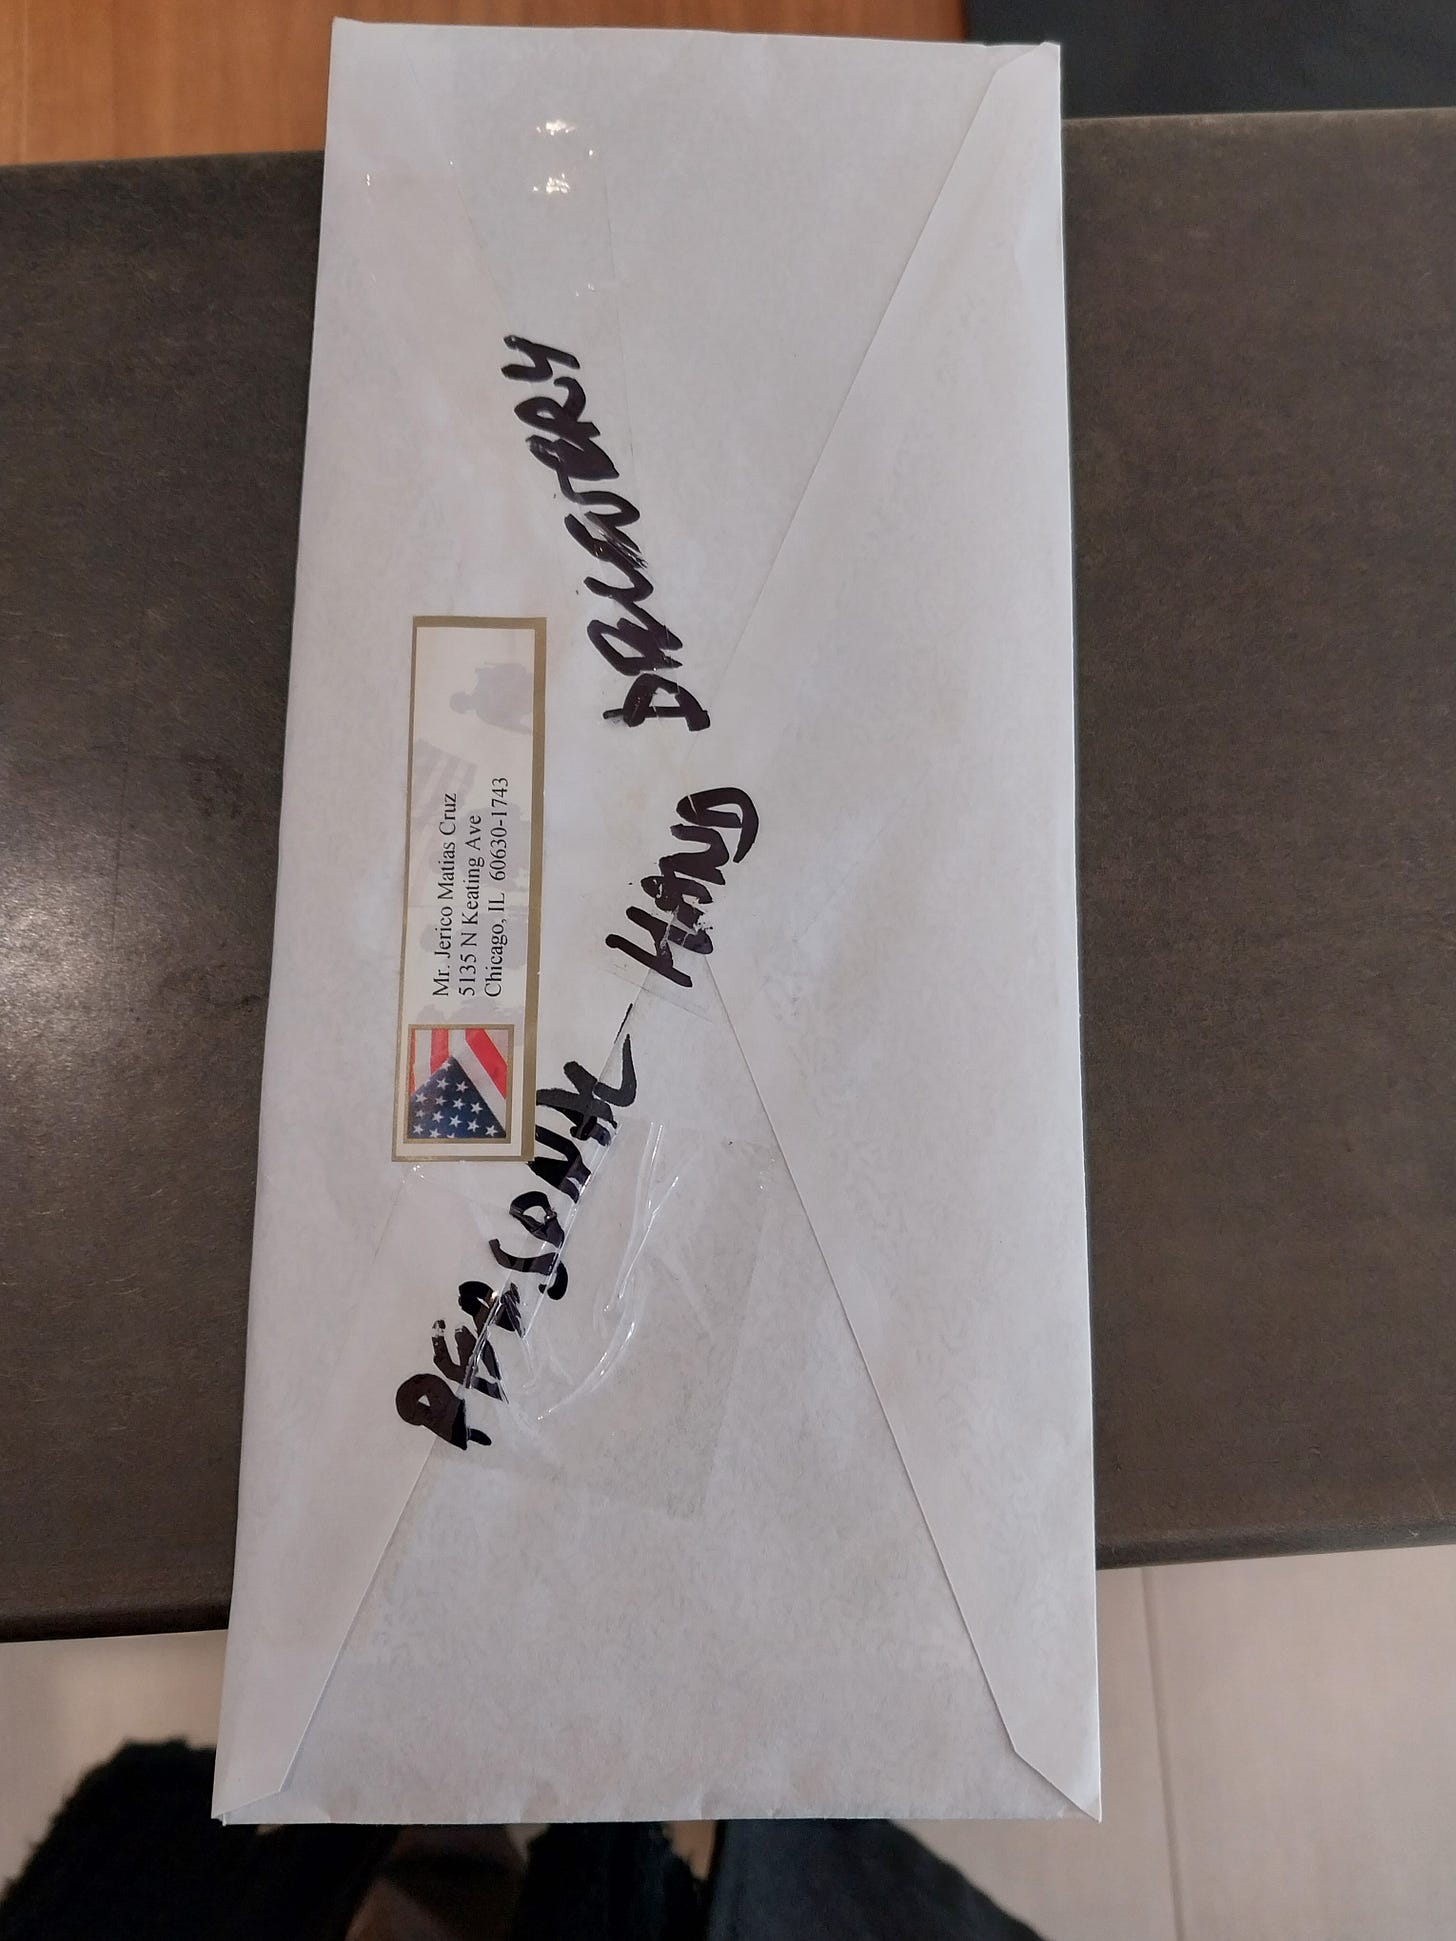 Mr. Jerico Matias Cruz
5135 N Keating Ave
Chicago, IL 60630-1743
PERSONAL - HAND DELIVERY